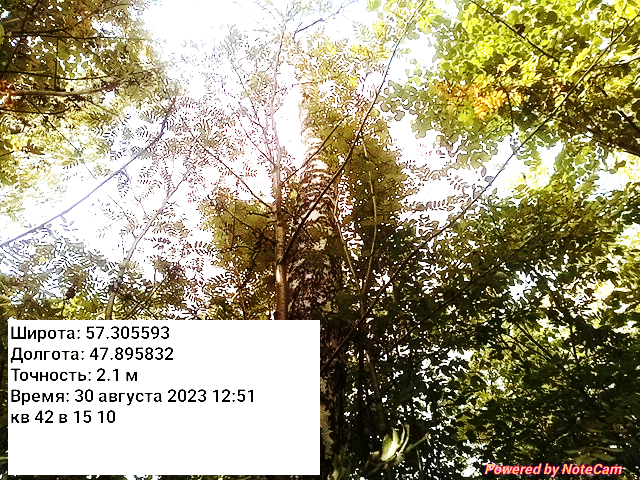 Широта: 57.305593
Долгота: 47.895832
Точность: 2.1 м
Время: 30 августа 2023 12:51
кв 42 в 15 10
Powered by NoteCam